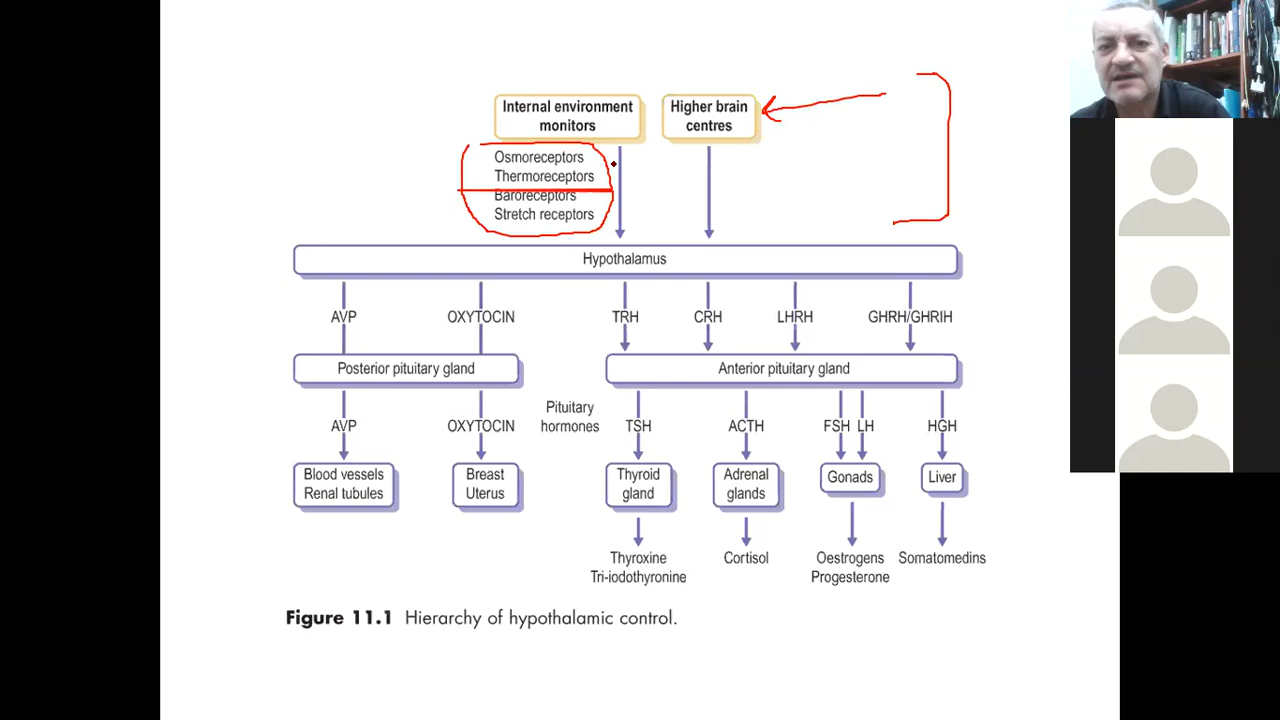 Internal environment
monitors
Higher brain
centres
Osmoreceptors
Thermoreceptors
Baroreceptors
Stretch receptors
Hypothalamus
AVP
OXYTOCIN
TRH
CRH
LHRH
GHRH/GHRIH
Posterior pituitary gland
Anterior pituitary gland
Pituitary
hormones
AVP
OXYTOCIN
TSH
ACTH
FSH LH
HGH
Blood vessels
Renal tubules
Breast
Uterus
Thyroid
gland
Adrenal
glands
Gonads
Liver
Thyroxine
Tri-iodothyronine
Cortisol
Oestrogens
Progesterone
Somatomedins
Figure 11.1 Hierarchy of hypothalamic control.